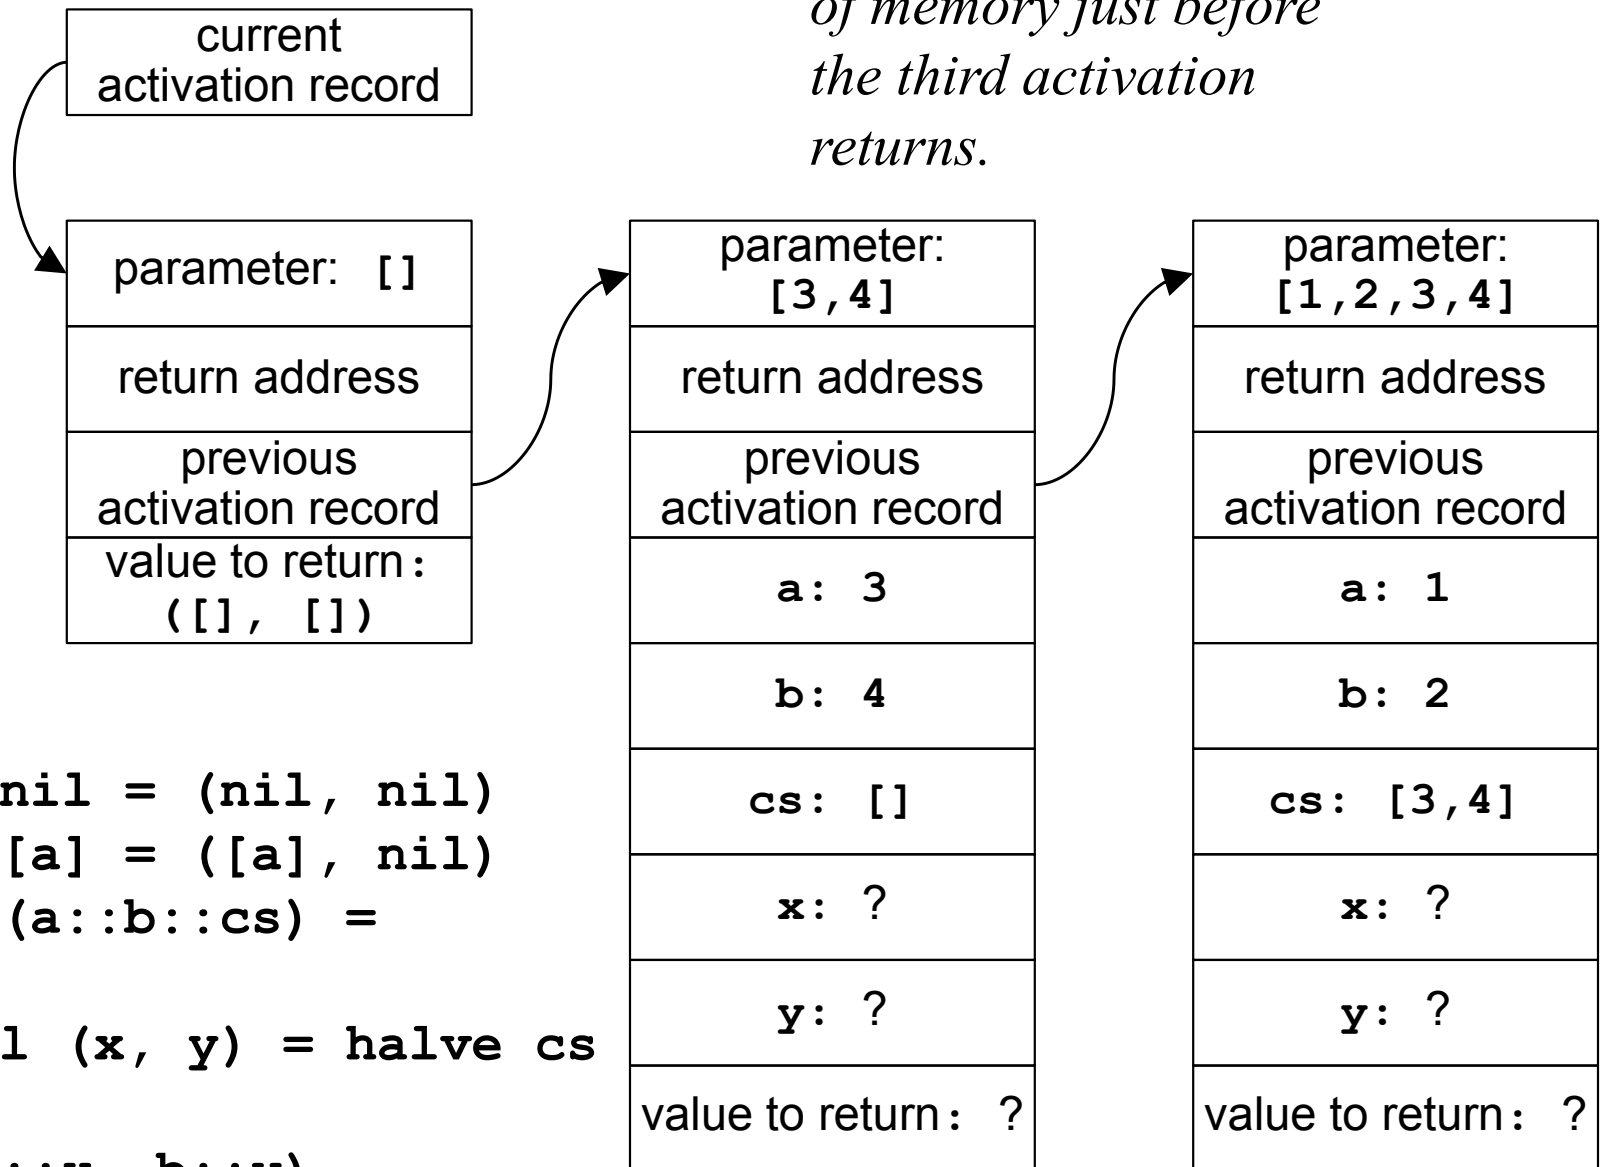 of memory just before
the third activation
returns.
current
activation record
parameter: []
return address
previous
activation record
value to return:
([], [])
parameter:
[3,4]
return address
previous
activation record
a: 3
b: 4
cs: []
x: ?
y: ?
value to return: ?
parameter:
[1,2,3,4]
return address
previous
activation record
a: 1
b: 2
cs: [3,4]
x: ?
y: ?
value to return: ?
nil = (nil, nil)
[a] = ([a], nil)
(a::b::cs) =
l (x, y) = halve cs
::x, b::y)